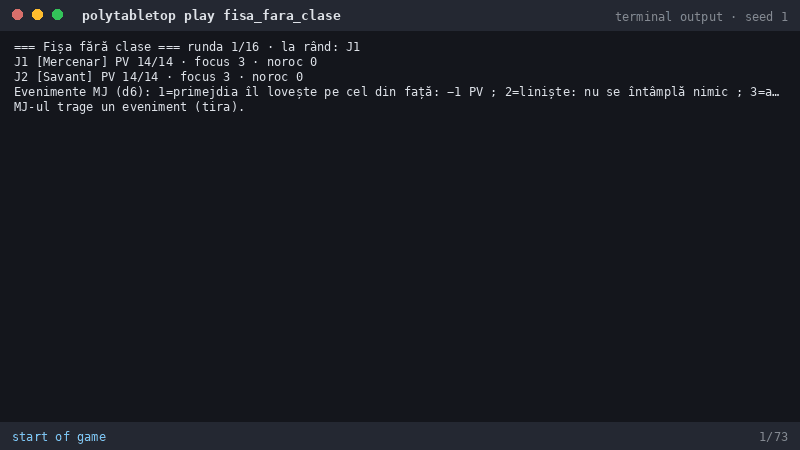 polytabletop play fisa_fara_clase
terminal output · seed 1
=== Fișa fără clase === runda 1/16 · la rând: J1
J1 [Mercenar] PV 14/14 · focus 3 · noroc 0
J2 [Savant] PV 14/14 · focus 3 · noroc 0
Evenimente MJ (d6): 1=primejdia îl lovește pe cel din față: −1 PV ; 2=liniște: nu se întâmplă nimic ; 3=a…
MJ-ul trage un eveniment (tira).
start of game
1/73